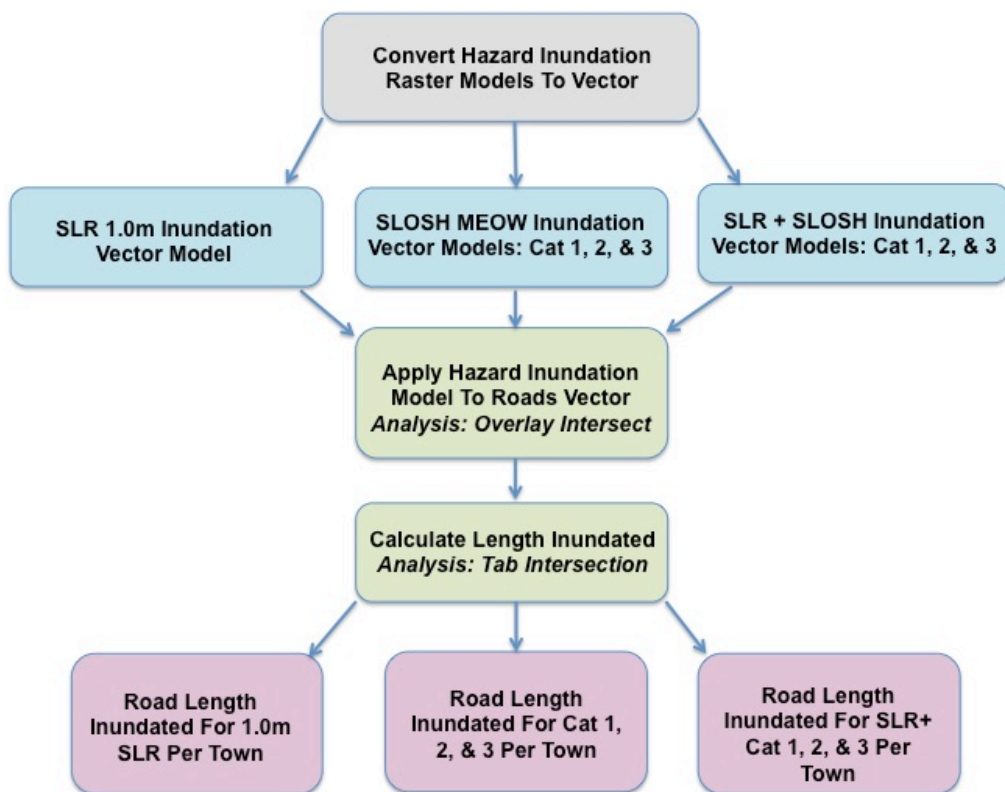 Convert Hazard Inundation
Raster Models To Vector
SLR 1.0m Inundation
Vector Model
SLOSH MEOW Inundation
Vector Models: Cat 1, 2, & 3
SLR + SLOSH Inundation
Vector Models: Cat 1, 2, & 3
Apply Hazard Inundation
Model To Roads Vector
Analysis: Overlay Intersect
Calculate Length Inundated
Analysis: Tab Intersection
Road Length
Inundated For 1.0m
SLR Per Town
Road Length
Inundated For Cat 1,
2, & 3 Per Town
Road Length
Inundated For SLR+
Cat 1, 2, & 3 Per
Town